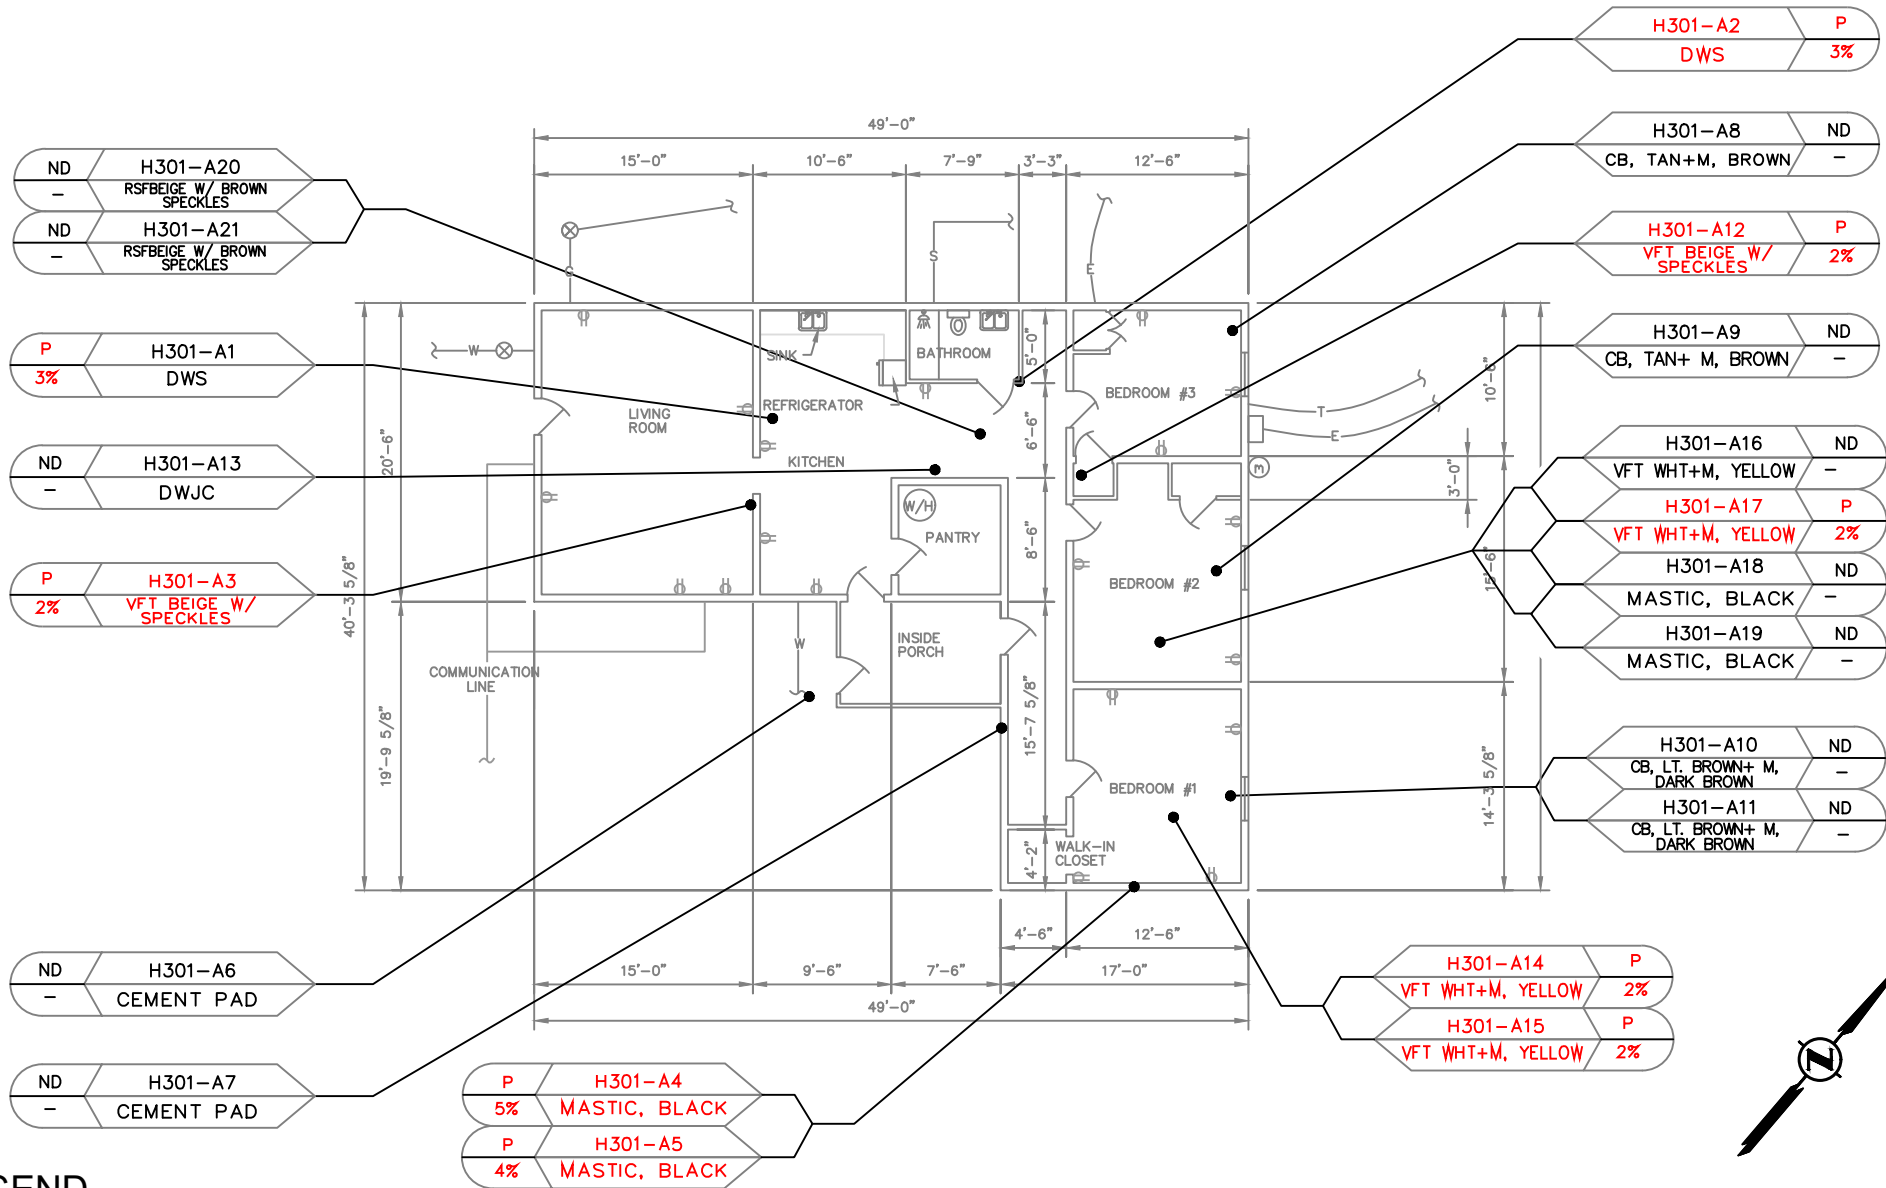 H301-A2 P
DWS 3%
H301-A8 ND
CB, TAN+M, BROWN –
H301-A12 P
VFT BEIGE W/ SPECKLES 2%
H301-A9 ND
CB, TAN+ M, BROWN –
H301-A16 ND
VFT WHT+M, YELLOW –
H301-A17 P
VFT WHT+M, YELLOW 2%
H301-A18 ND
MASTIC, BLACK –
H301-A19 ND
MASTIC, BLACK –
H301-A10 ND
CB, LT. BROWN+ M,
DARK BROWN –
H301-A11 ND
CB, LT. BROWN+ M,
DARK BROWN –
H301-A14 P
VFT WHT+M, YELLOW 2%
H301-A15 P
VFT WHT+M, YELLOW 2%
ND H301-A20
– RSFBEIGE W/ BROWN
SPECKLES
ND H301-A21
– RSFBEIGE W/ BROWN
SPECKLES
P H301-A1
3% DWS
ND H301-A13
– DWJC
P H301-A3
2% VFT BEIGE W/
SPECKLES
ND H301-A6
– CEMENT PAD
ND H301-A7
– CEMENT PAD
P H301-A4
5% MASTIC, BLACK
P H301-A5
4% MASTIC, BLACK
49'-0"
15'-0" 10'-6" 7'-9" 3'-3" 12'-6"
S
S
E
W
SINK
BATHROOM
5'-0"
REFRIGERATOR
LIVING
ROOM
KITCHEN
6'-6"
BEDROOM #3
10'-6"
T
E
3
3'-0"
20'-6"
40'-3 5/8"
W/H
PANTRY
8'-6"
BEDROOM #2
15'-6"
INSIDE
PORCH
W
COMMUNICATION
LINE
19'-9 5/8"
15'-7 5/8"
BEDROOM #1
14'-3 5/8"
WALK-IN
CLOSET
4'-2"
4'-6" 12'-6"
15'-0" 9'-6" 7'-6" 17'-0"
49'-0"
N